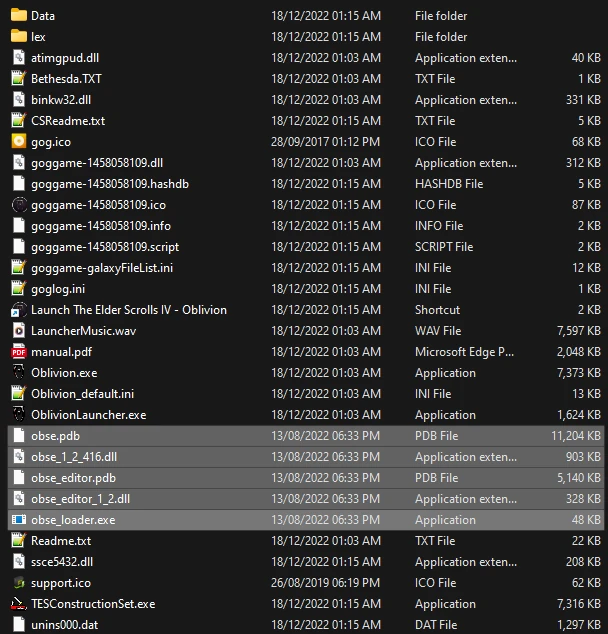 Data 18/12/2022 01:15 AM File folder
lex 18/12/2022 01:15 AM File folder
atimgpud.dll 18/12/2022 01:03 AM Application exten... 40 KB
Bethesda.TXT 18/12/2022 01:15 AM TXT File 1 KB
binkw32.dll 18/12/2022 01:03 AM Application exten... 331 KB
CSReadme.txt 18/12/2022 01:15 AM TXT File 5 KB
gog.ico 28/09/2017 01:12 PM ICO File 68 KB
goggame-1458058109.dll 18/12/2022 01:03 AM Application exten... 312 KB
goggame-1458058109.hashdb 18/12/2022 01:15 AM HASHDB File 5 KB
goggame-1458058109.ico 18/12/2022 01:15 AM ICO File 87 KB
goggame-1458058109.info 18/12/2022 01:15 AM INFO File 2 KB
goggame-1458058109.script 18/12/2022 01:15 AM SCRIPT File 2 KB
goggame-galaxyFileList.ini 18/12/2022 01:15 AM INI File 12 KB
goglog.ini 18/12/2022 01:15 AM INI File 1 KB
Launch The Elder Scrolls IV - Oblivion 18/12/2022 01:15 AM Shortcut 2 KB
LauncherMusic.wav 18/12/2022 01:03 AM WAV File 7,597 KB
manual.pdf 18/12/2022 01:03 AM Microsoft Edge P... 2,048 KB
Oblivion.exe 18/12/2022 01:03 AM Application 7,373 KB
Oblivion_default.ini 18/12/2022 01:03 AM INI File 13 KB
OblivionLauncher.exe 18/12/2022 01:03 AM Application 1,624 KB
obse.pdb 13/08/2022 06:33 PM PDB File 11,204 KB
obse_1_2_416.dll 13/08/2022 06:33 PM Application exten... 903 KB
obse_editor.pdb 13/08/2022 06:33 PM PDB File 5,140 KB
obse_editor_1_2.dll 13/08/2022 06:33 PM Application exten... 328 KB
obse_loader.exe 13/08/2022 06:33 PM Application 48 KB
Readme.txt 18/12/2022 01:03 AM TXT File 22 KB
ssce5432.dll 18/12/2022 01:15 AM Application exten... 208 KB
support.ico 26/08/2019 06:19 PM ICO File 62 KB
TESConstructionSet.exe 18/12/2022 01:15 AM Application 7,316 KB
unins000.dat 18/12/2022 01:15 AM DAT File 1,297 KB
PDF